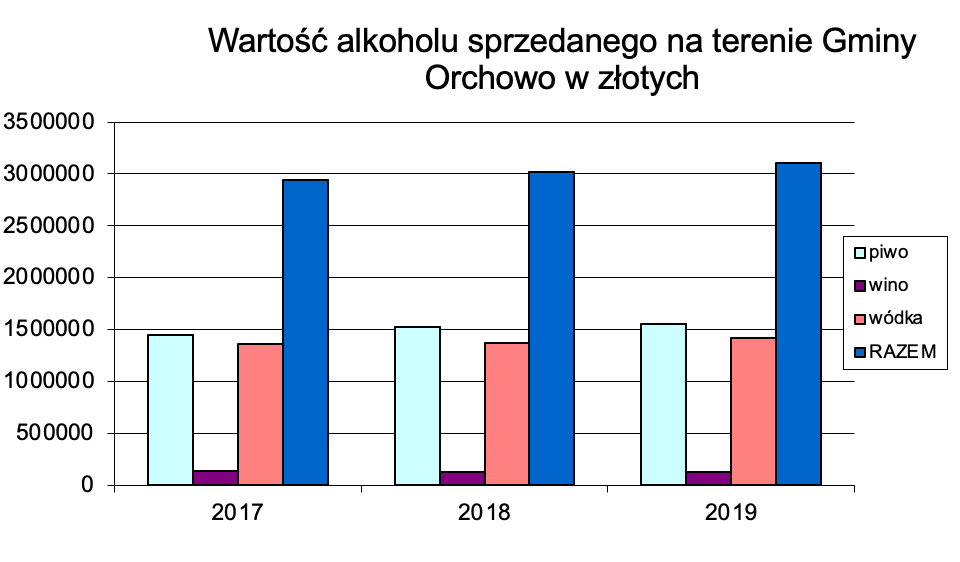 Wartość alkoholu sprzedanego na terenie Gminy
Orchowo w złotych
3500000
3000000
2500000
2000000
1500000
1000000
500000
0
2017
2018
2019
piwo
wino
wódka
RAZEM